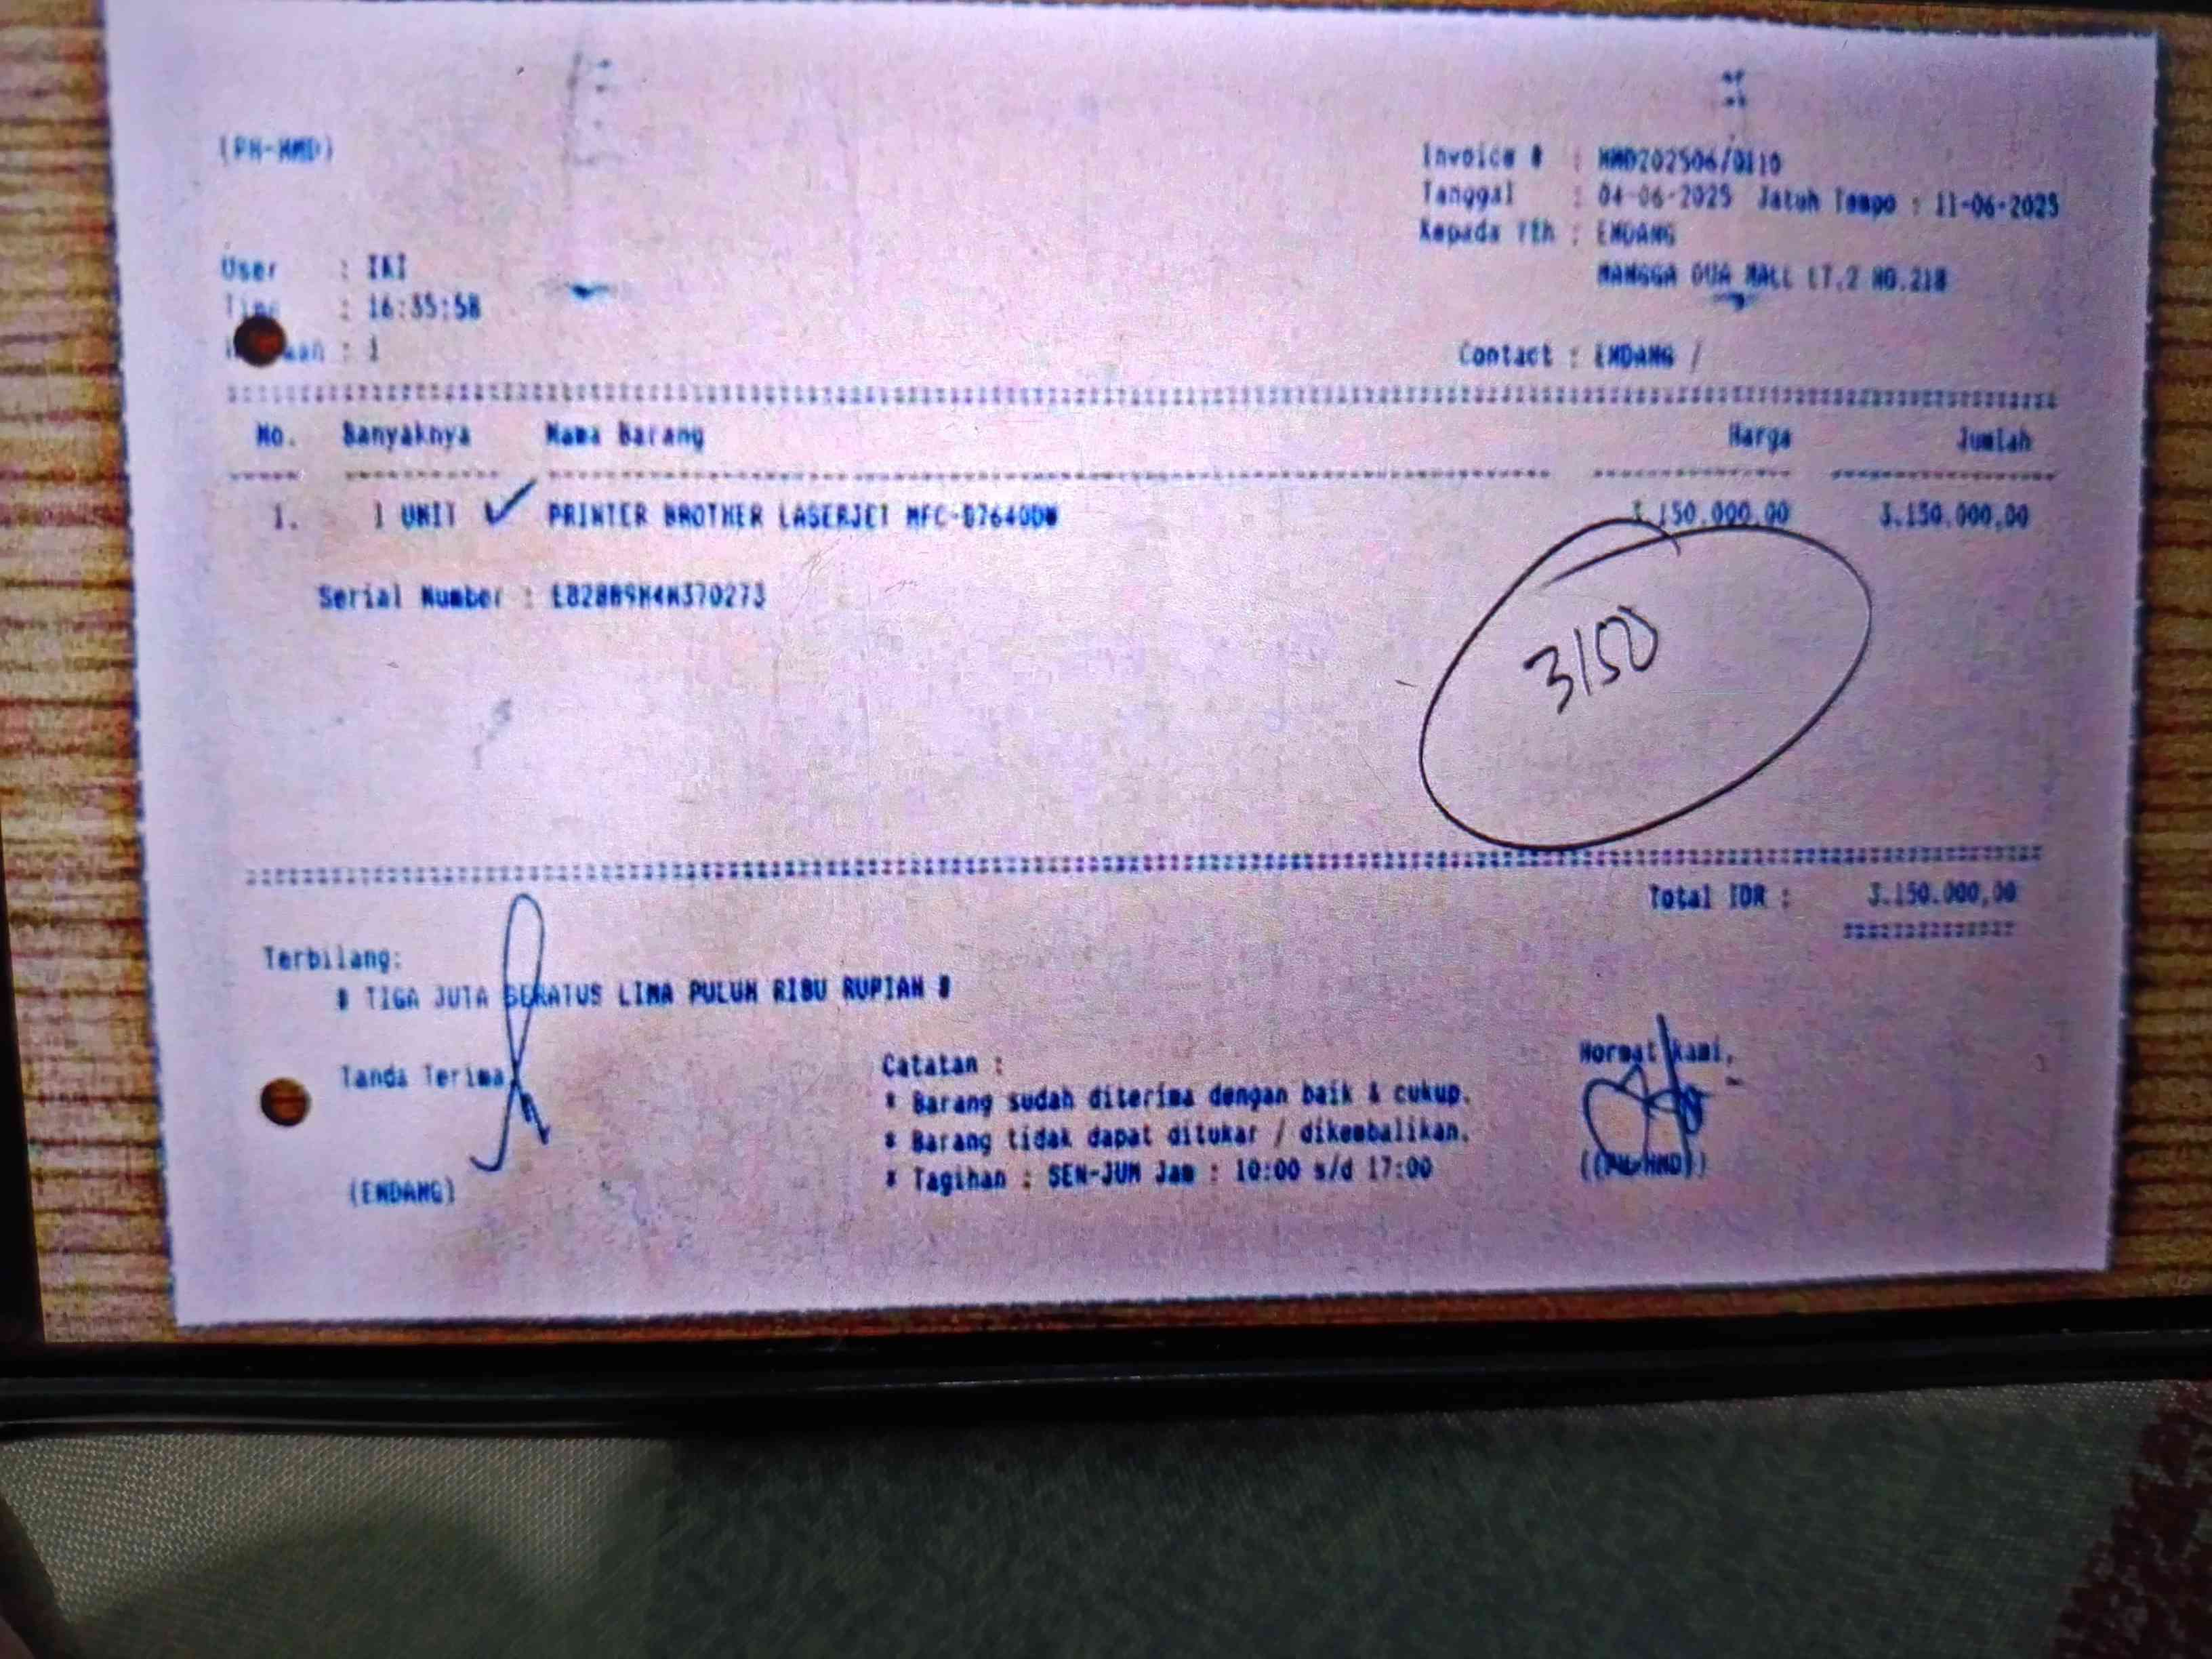 (PH-HMD)
Invoice # : HMD202506/0110
Tanggal : 04-06-2025 Jatuh Tempo : 11-06-2025
Kepada Yth : ENDANG
MANGGA DUA MALL LT.2 NO.218
User : IKI
Time : 16:35:58
: 1
Contact : ENDANG /
No. Banyaknya Nama Barang Harga Jumlah
1. 1 UNIT ✓ PRINTER BROTHER LASERJET MFC-B7640DW 3.150.000,00 3.150.000,00
Serial Number :
3150
Total IDR : 3.150.000,00
Terbilang:
# TIGA JUTA SERATUS LIMA PULUH RIBU RUPIAH #
Tanda Terima
Catatan :
Hormat kami,
* Barang sudah diterima dengan baik & cukup.
* Barang tidak dapat ditukar / dikembalikan.
* Tagihan : SEN-JUM Jam : 10:00 s/d 17:00
(ENDANG)
((PH-HMD))